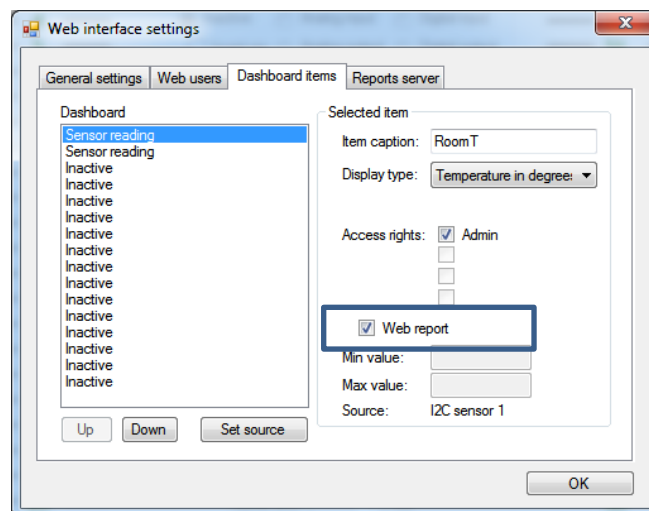 Web interface settings
General settings Web users Dashboard items Reports server
Dashboard
Sensor reading
Sensor reading
Inactive
Inactive
Inactive
Inactive
Inactive
Inactive
Inactive
Inactive
Inactive
Inactive
Inactive
Inactive
Inactive
Inactive
Up Down Set source
Selected item
Item caption: RoomT
Display type: Temperature in degree:
Access rights: Admin
Web report
Min value:
Max value:
Source: I2C sensor 1
OK